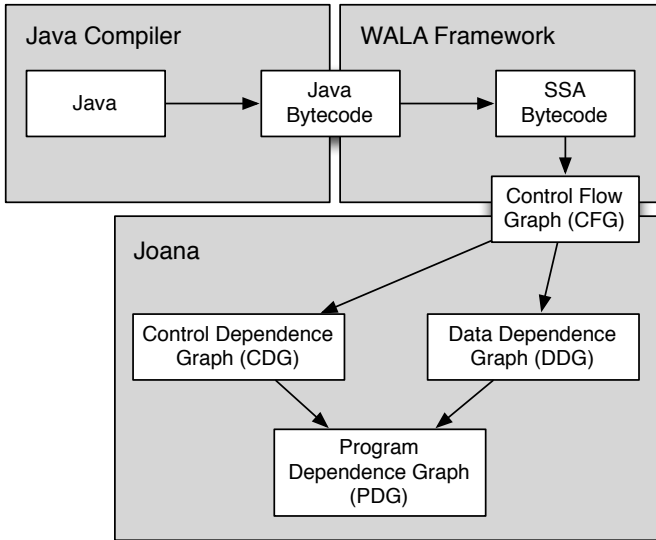 Java Compiler
WALA Framework
Java
Java
Bytecode
SSA
Bytecode
Control Flow
Graph (CFG)
Joana
Control Dependence
Graph (CDG)
Data Dependence
Graph (DDG)
Program
Dependence Graph
(PDG)